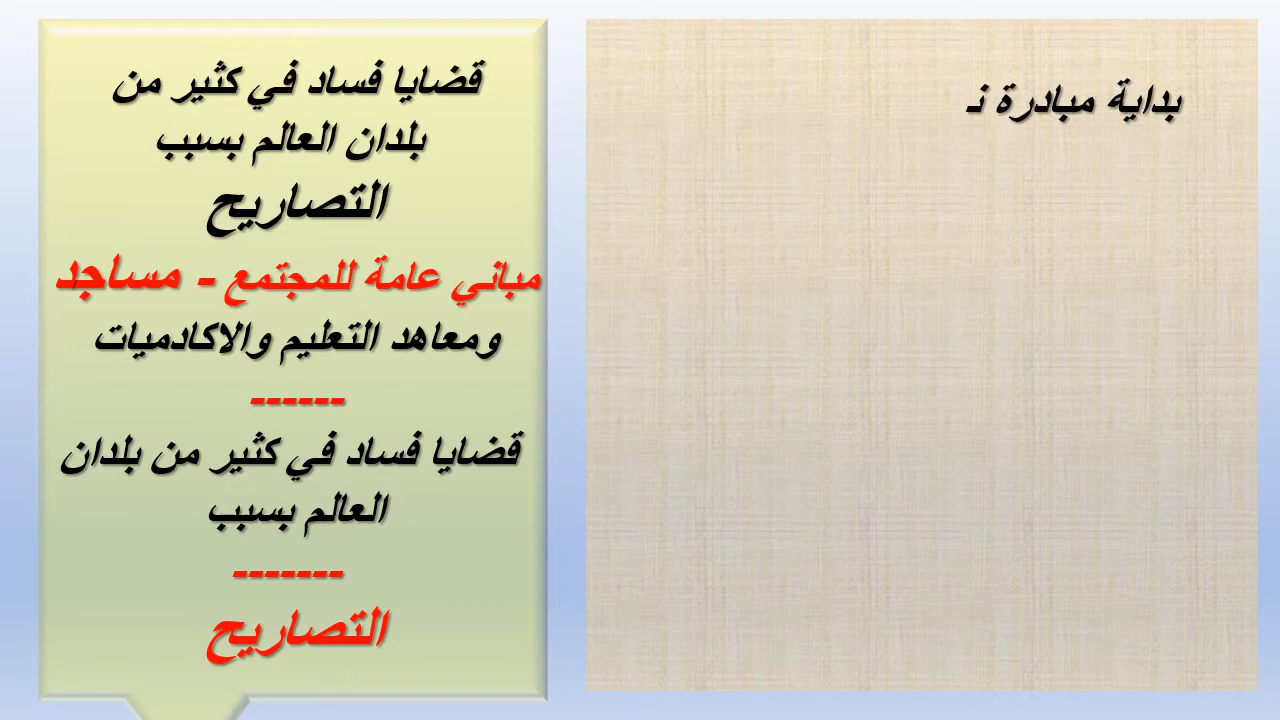 بداية مبادرة نـ
قضايا فساد في كثير من
بلدان العالم بسبب
التصاريح
مباني عامة للمجتمع - مساجد
ومعاهد التعليم والاكادميات
------
قضايا فساد في كثير من بلدان
العالم بسبب
-------
التصاريح